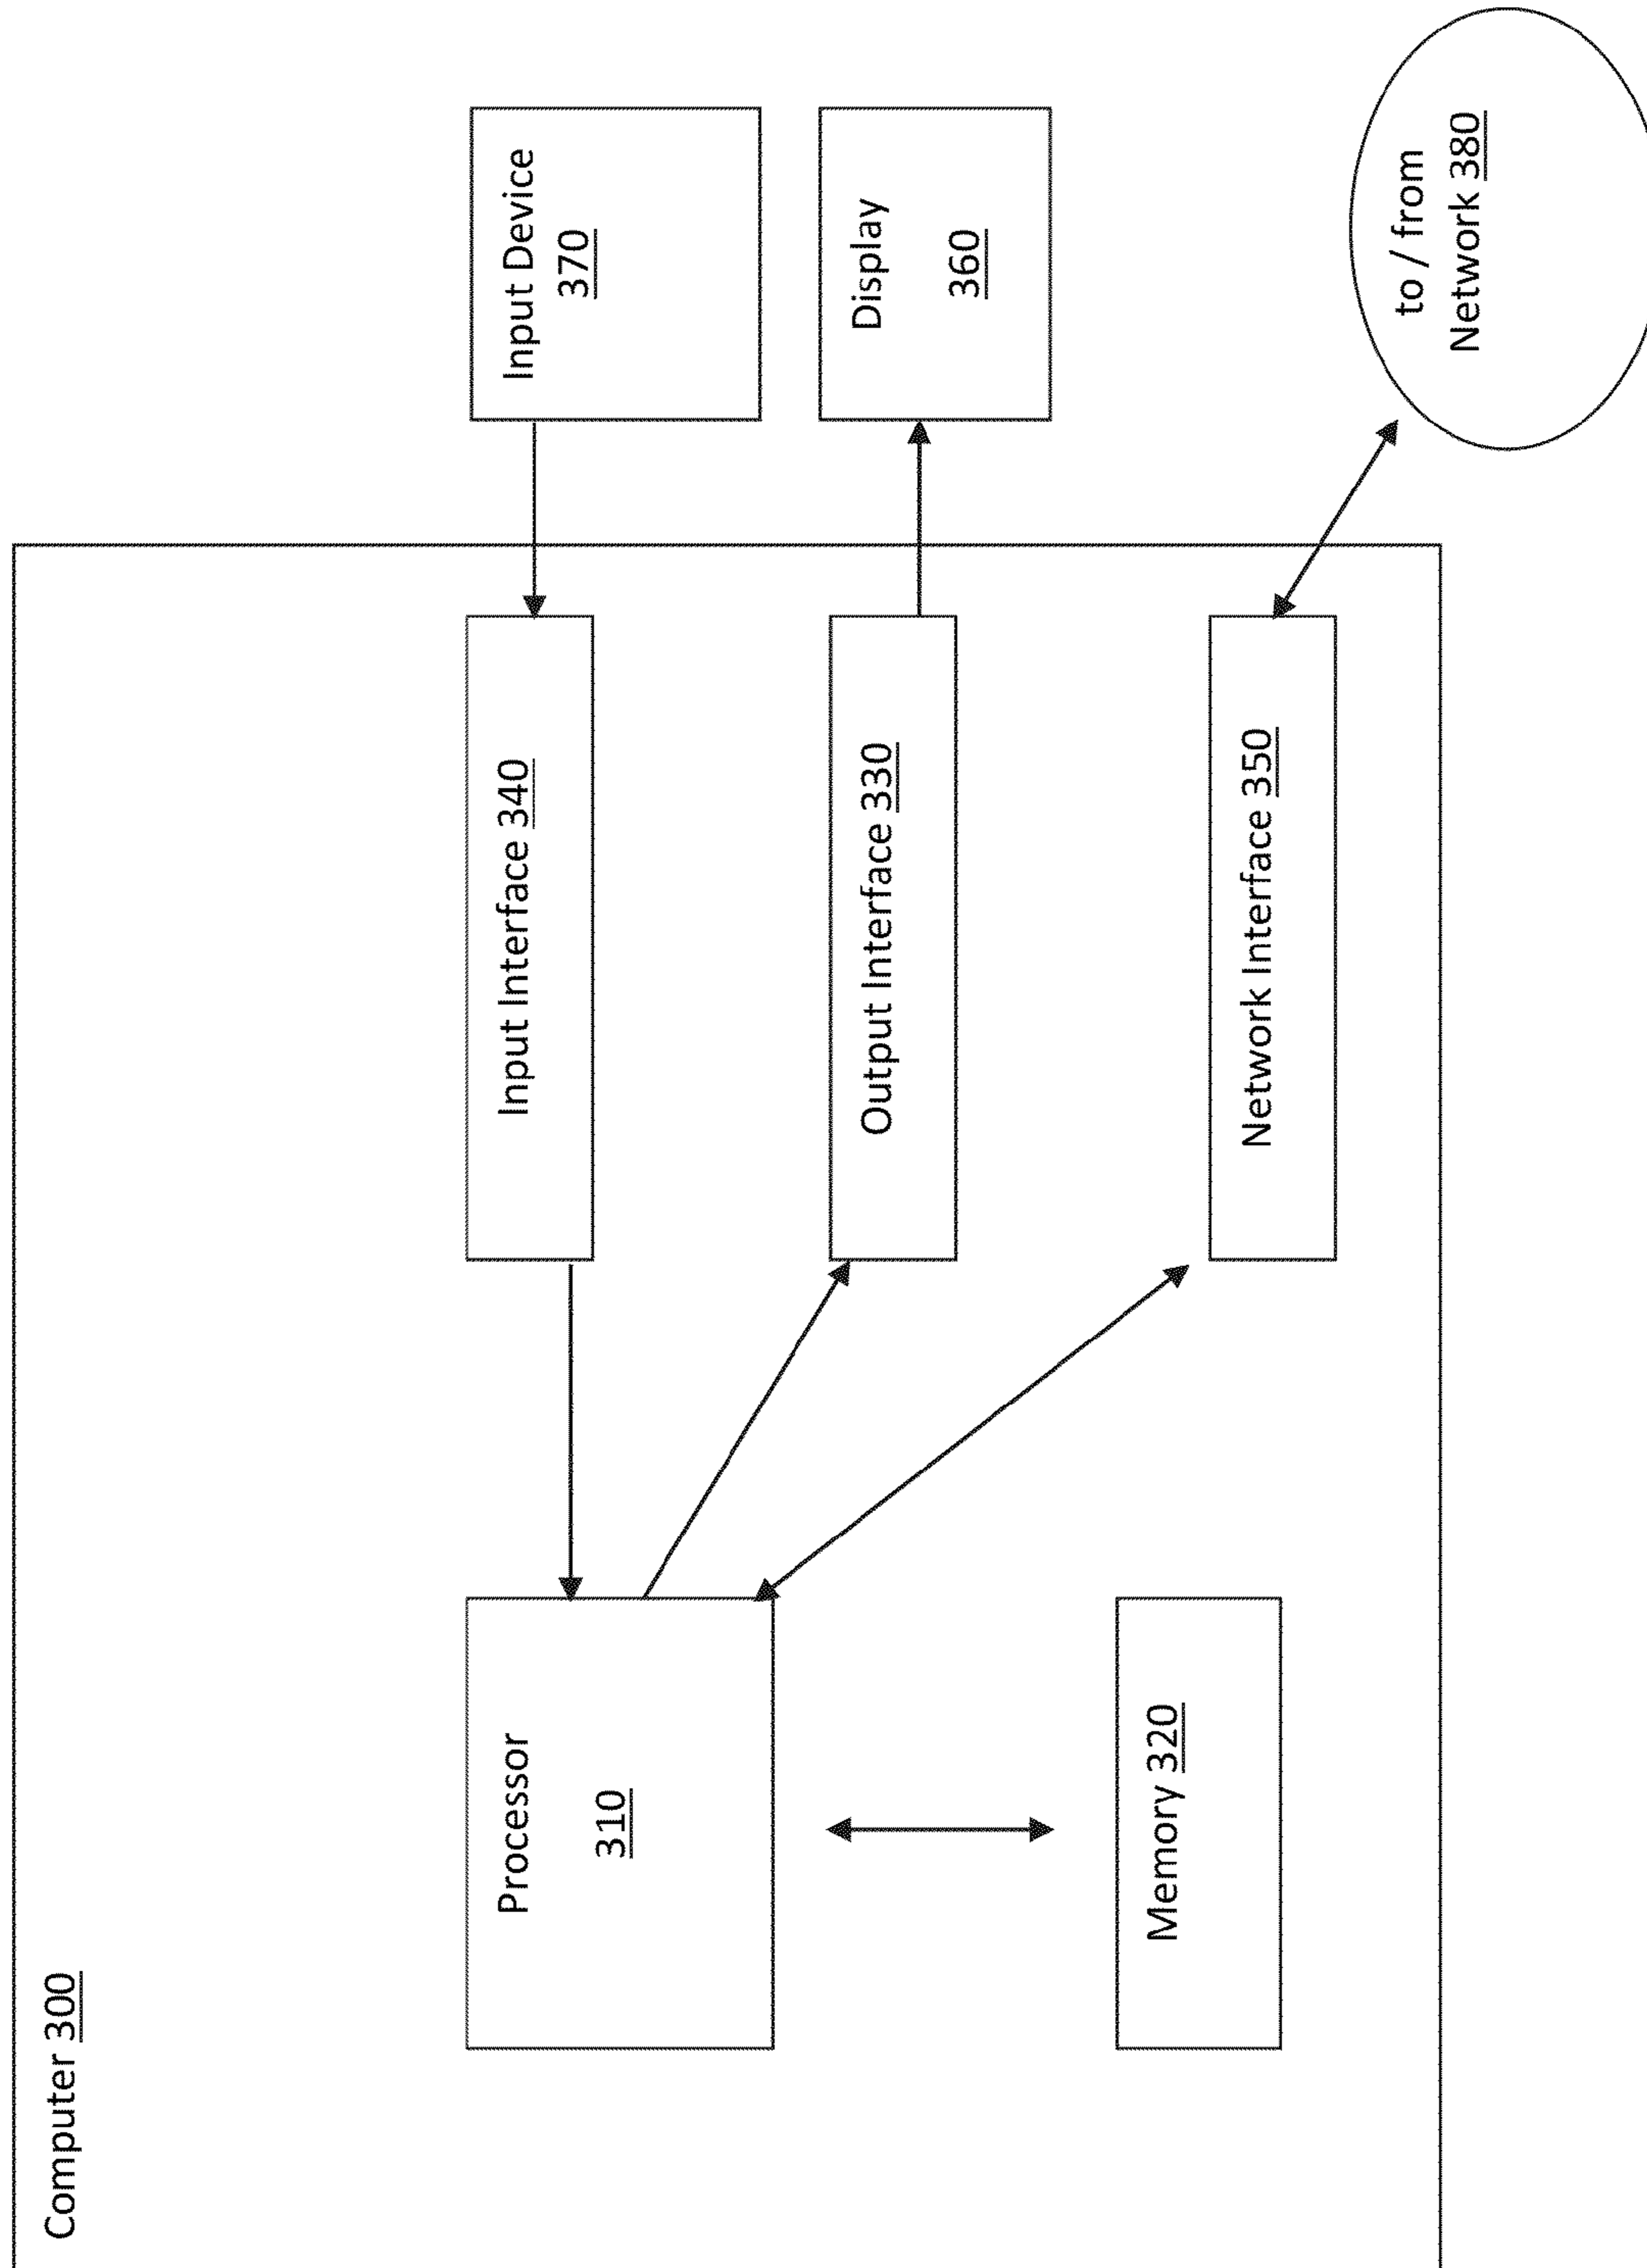 Computer 300
Processor
310
Memory 320
Input Interface 340
Output Interface 330
Network Interface 350
Input Device
370
Display
360
to / from
Network 380